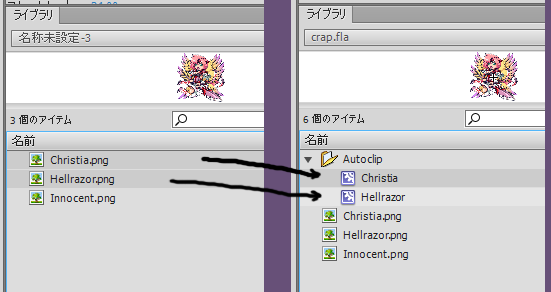 ライブラリ
名称未設定-3
3 個のアイテム
名前
Christia.png
Hellrazor.png
Innocent.png
ライブラリ
crap.fla
6 個のアイテム
名前
Autoclip
Christia
Hellrazor
Christia.png
Hellrazor.png
Innocent.png